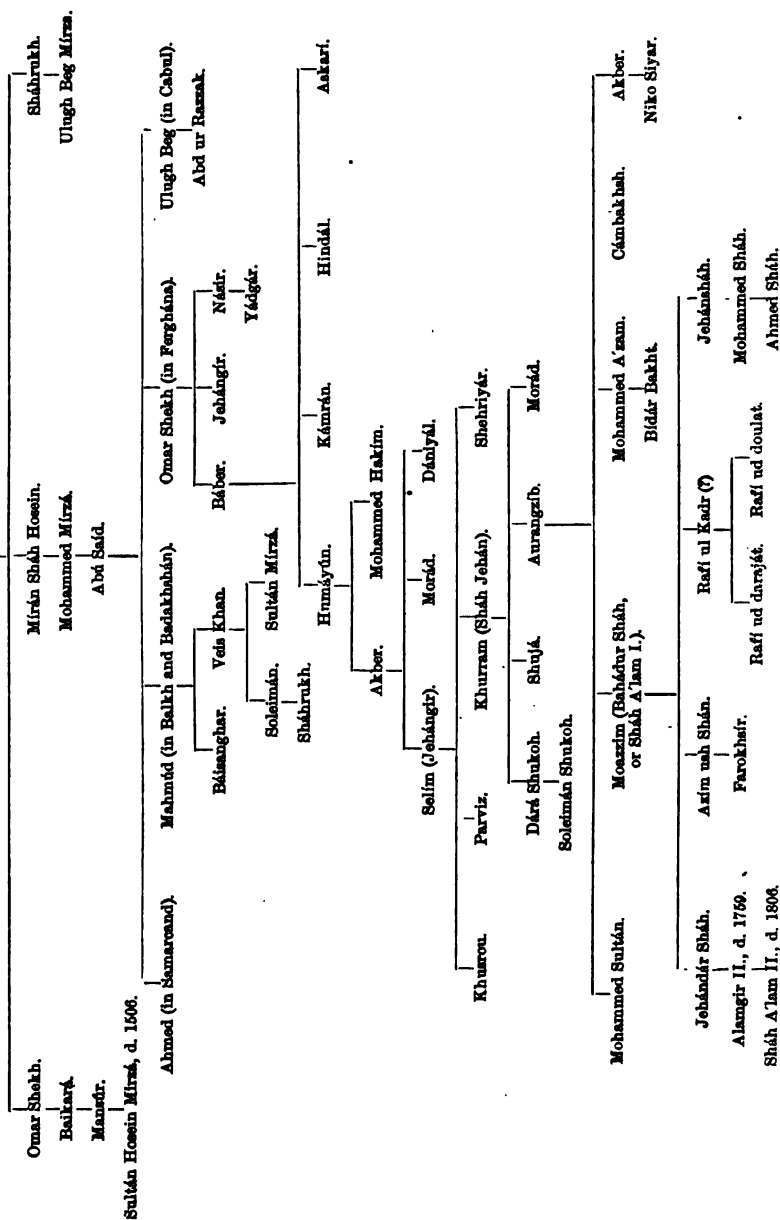 Omar Shekh. Mírán Sháh Hosein. Sháhrukh.
Baikará. Mohammed Mírzá. Ulugh Beg Mírza.
Mansúr. Abú Saíd.
Sultán Hosein Mírzá, d. 1506.
Ahmed (in Samarcand). Mahmúd (in Balkh and Badakhshán). Omar Shekh (in Ferghána). Ulugh Beg (in Cabul).
Abd ur Razzak.
Báisanghar. Veis Khan. Báber. Jehángír. Násir.
Yádgár.
Soleimán. Sultán Mírzá.
Sháhrukh.
Humáyún. Kámrán. Hindál. Askarí.
Akber. Mohammed Hakím.
Selím (Jehángir). Morád. Dániyál.
Khusrou. Parviz. Khurram (Sháh Jehán). Shehriyár.
Dárá Shukoh. Shujá. Aurangzíb. Morád.
Soleimán Shukoh.
Mohammed Sultán. Moazzim (Bahádur Sháh, or Sháh A'lam I.). Mohammed A'zam. Cámbakhsh. Akber.
Bídár Bakht. Niko Siyar.
Jehándár Sháh. Azím ush Shán. Rafí ul Kadr (?) Jehánsháh.
Alamgir II., d. 1759. Farokhsír. Rafí ud daraját. Rafí ud doulat. Mohammed Sháh.
Sháh A'lam II., d. 1806. Ahmed Sháh.